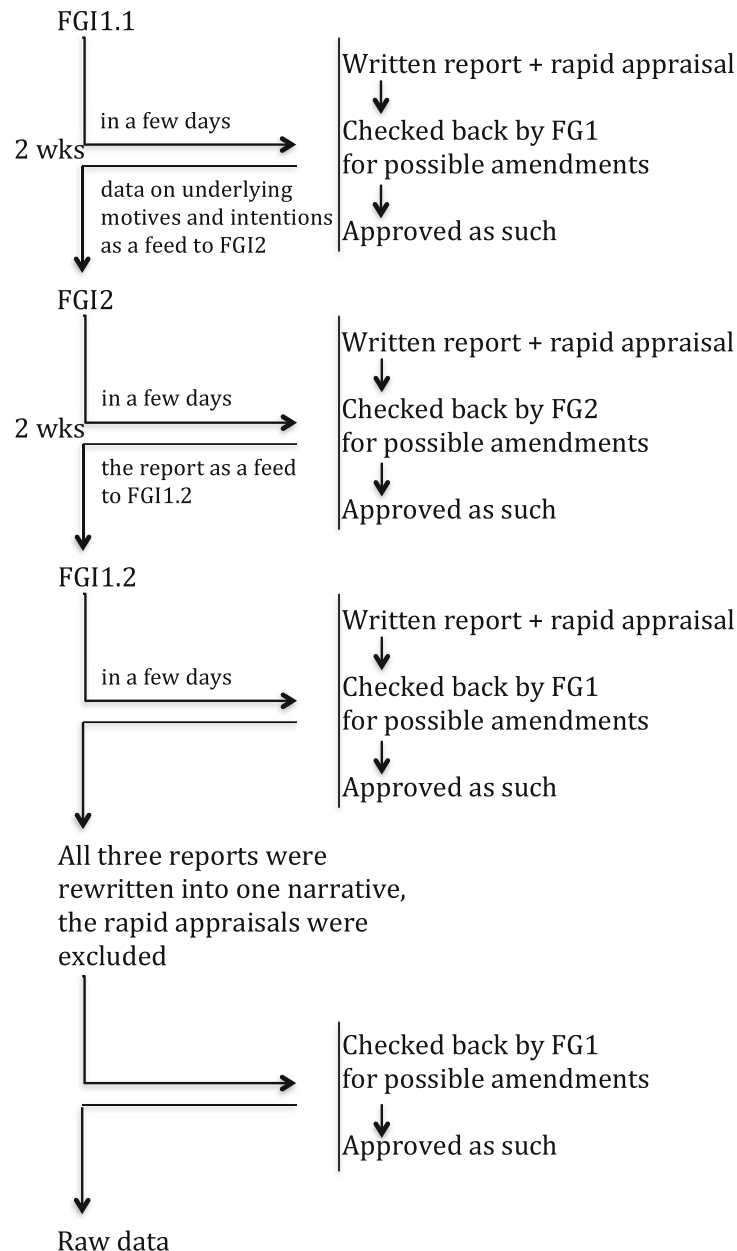 FGI1.1
Written report + rapid appraisal
in a few days
Checked back by FG1
for possible amendments
2 wks
data on underlying
motives and intentions
as a feed to FGI2
Approved as such
FGI2
Written report + rapid appraisal
in a few days
Checked back by FG2
for possible amendments
2 wks
the report as a feed
to FGI1.2
Approved as such
FGI1.2
Written report + rapid appraisal
in a few days
Checked back by FG1
for possible amendments
Approved as such
All three reports were
rewritten into one narrative,
the rapid appraisals were
excluded
Checked back by FG1
for possible amendments
Approved as such
Raw data